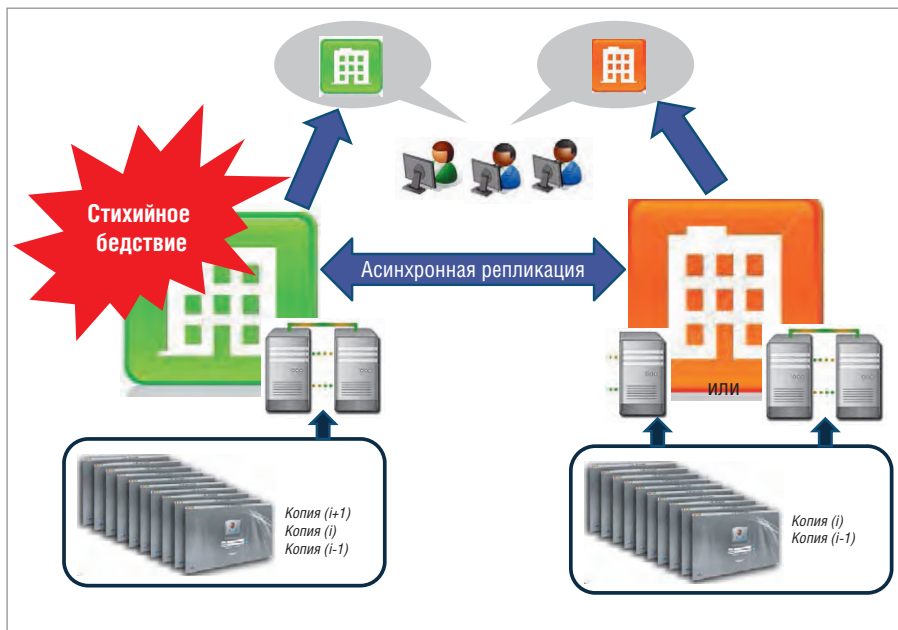 Стихийное
бедствие
Асинхронная репликация
или
Копия (i+1)
Копия (i)
Копия (i-1)
Копия (i)
Копия (i-1)